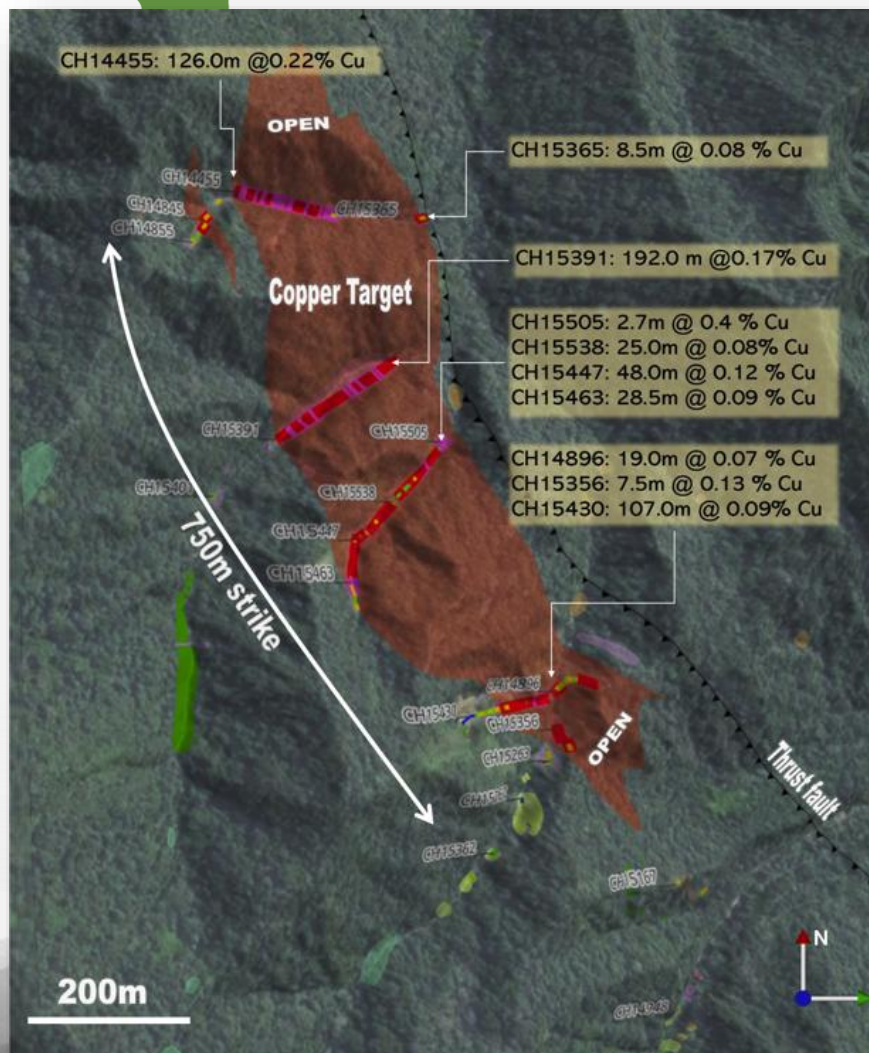 CH14455: 126.0m @0.22% Cu
OPEN
CH15365: 8.5m @ 0.08 % Cu
CH14455
CH15365
CH14845
CH14855
CH15391: 192.0 m @0.17% Cu
Copper Target
CH15505: 2.7m @ 0.4 % Cu
CH15538: 25.0m @ 0.08% Cu
CH15447: 48.0m @ 0.12 % Cu
CH15463: 28.5m @ 0.09 % Cu
CH15391
CH15505
CH14896: 19.0m @ 0.07 % Cu
CH15356: 7.5m @ 0.13 % Cu
CH15430: 107.0m @ 0.09% Cu
CH15401
CH15538
CH15447
CH15463
750m strike
CH14896
CH15356
CH15263
OPEN
Thrust fault
CH15362
CH15167
N
200m
CH14948